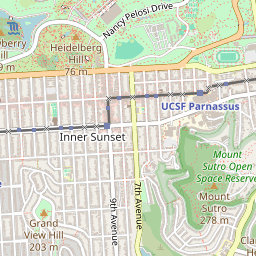 Nancy Pelosi Drive
Heidelberg
Hill
76 m
UCSF Parnassus
Inner Sunset
7th Avenue
9th Avenue
Mount
Sutro Open
Space Reserve
Mount
Sutro
278 m
Grand
View Hill
203 m